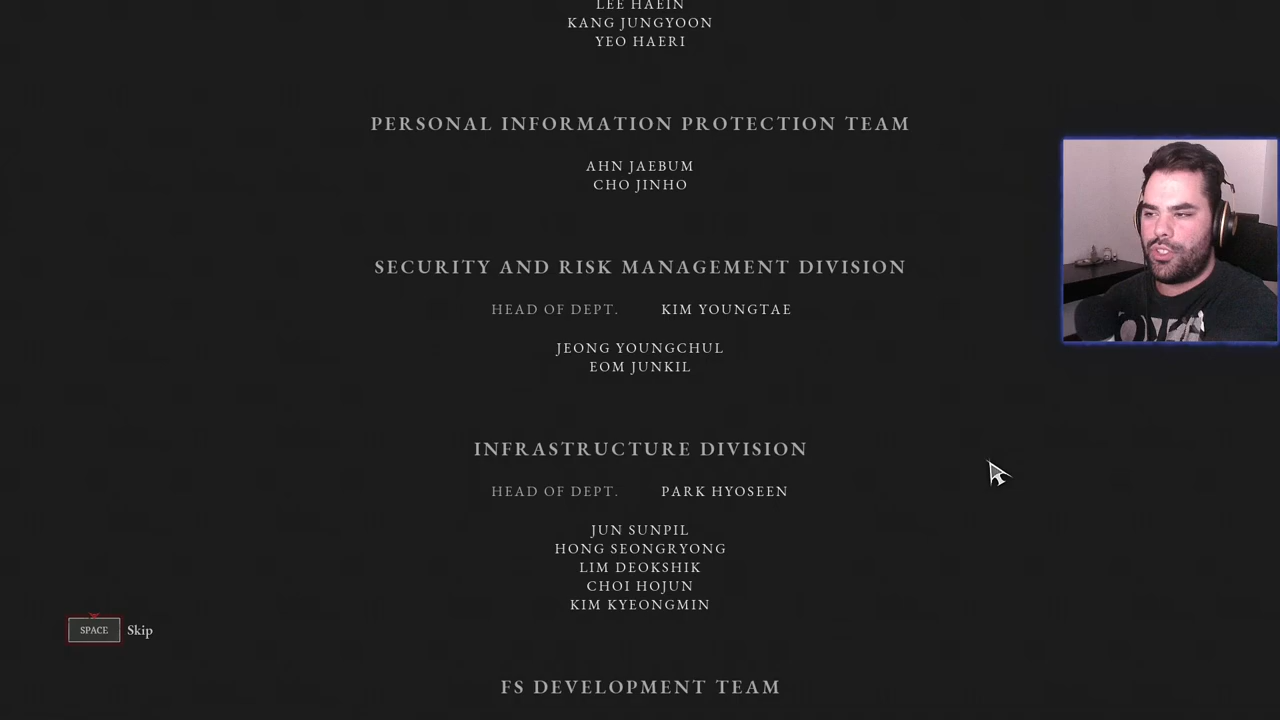 LEE HAEIN
KANG JUNGYOON
YEO HAERI
PERSONAL INFORMATION PROTECTION TEAM
AHN JAEBUM
CHO JINHO
SECURITY AND RISK MANAGEMENT DIVISION
HEAD OF DEPT. KIM YOUNGTAE
JEONG YOUNGCHUL
EOM JUNKIL
INFRASTRUCTURE DIVISION
HEAD OF DEPT. PARK HYOSEEN
JUN SUNPIL
HONG SEONGRYONG
LIM DEOKSHIK
CHOI HOJUN
KIM KYEONGMIN
SPACE Skip
FS DEVELOPMENT TEAM